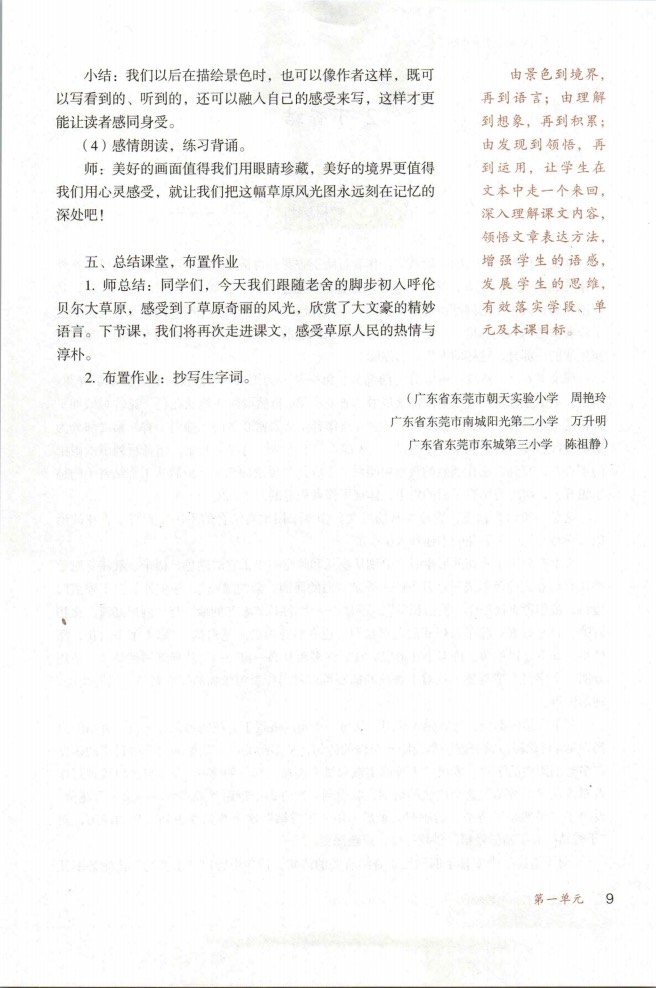 小结：我们以后在描绘景色时，也可以像作者这样，既可
以写看到的、听到的，还可以融入自己的感受来写，这样才更
能让读者感同身受。
（4）感情朗读，练习背诵。
师：美好的画面值得我们用眼睛珍藏，美好的境界更值得
我们用心灵感受，就让我们把这幅草原风光图永远刻在记忆的
深处吧！
五、总结课堂，布置作业
1. 师总结：同学们，今天我们跟随老舍的脚步初入呼伦
贝尔大草原，感受到了草原奇丽的风光，欣赏了大文豪的精妙
语言。下节课，我们将再次走进课文，感受草原人民的热情与
淳朴。
2. 布置作业：抄写生字词。
（广东省东莞市朝天实验小学　周艳玲
广东省东莞市南城阳光第二小学　万升明
广东省东莞市东城第三小学　陈祖静）
由景色到境界，
再到语言；由理解
到想象，再到积累；
由发现到领悟，再
到运用，让学生在
文本中走一个来回，
深入理解课文内容，
领悟文章表达方法，
增强学生的语感，
发展学生的思维，
有效落实学段、单
元及本课目标。
第一单元　9